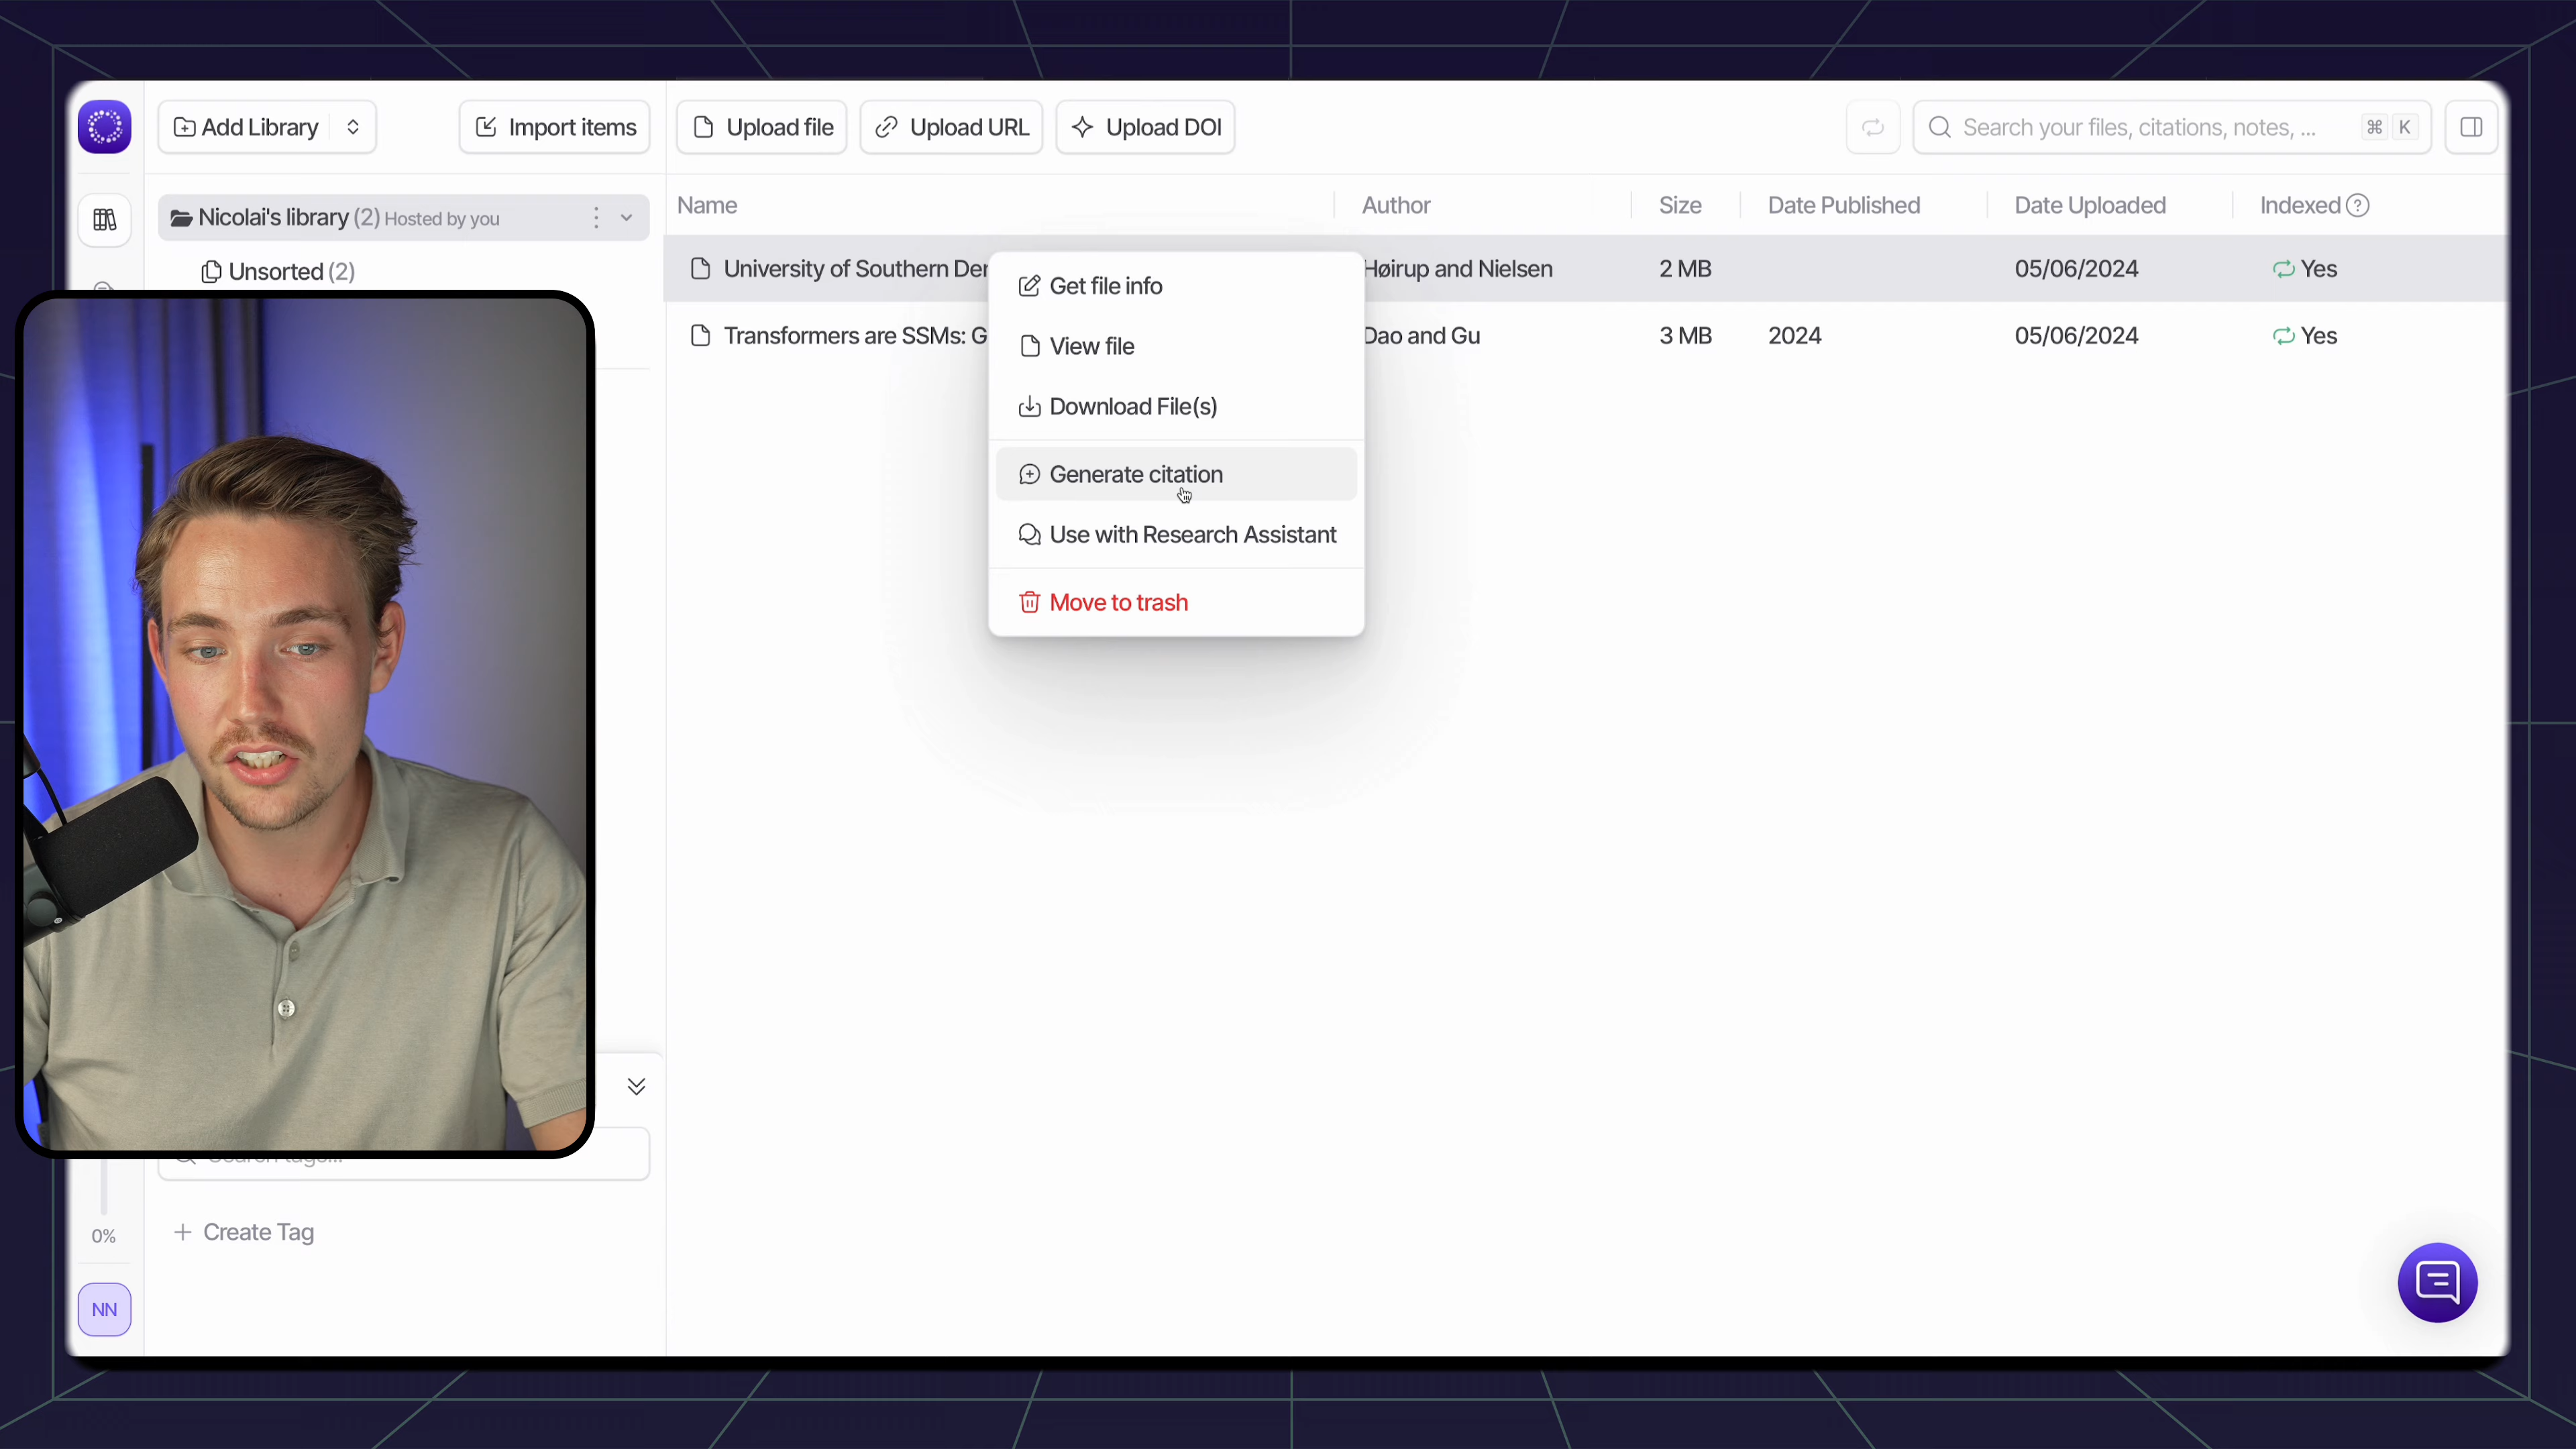 Add Library
Import items
Upload file
Upload URL
Upload DOI
Search your files, citations, notes, ...
⌘ K
Nicolai's library (2) Hosted by you
Unsorted (2)
Name
Author
Size
Date Published
Date Uploaded
Indexed ?
University of Southern Der
Høirup and Nielsen
2 MB
05/06/2024
Yes
Transformers are SSMs: G
Dao and Gu
3 MB
2024
05/06/2024
Yes
Get file info
View file
Download File(s)
Generate citation
Use with Research Assistant
Move to trash
Create Tag
0%
NN